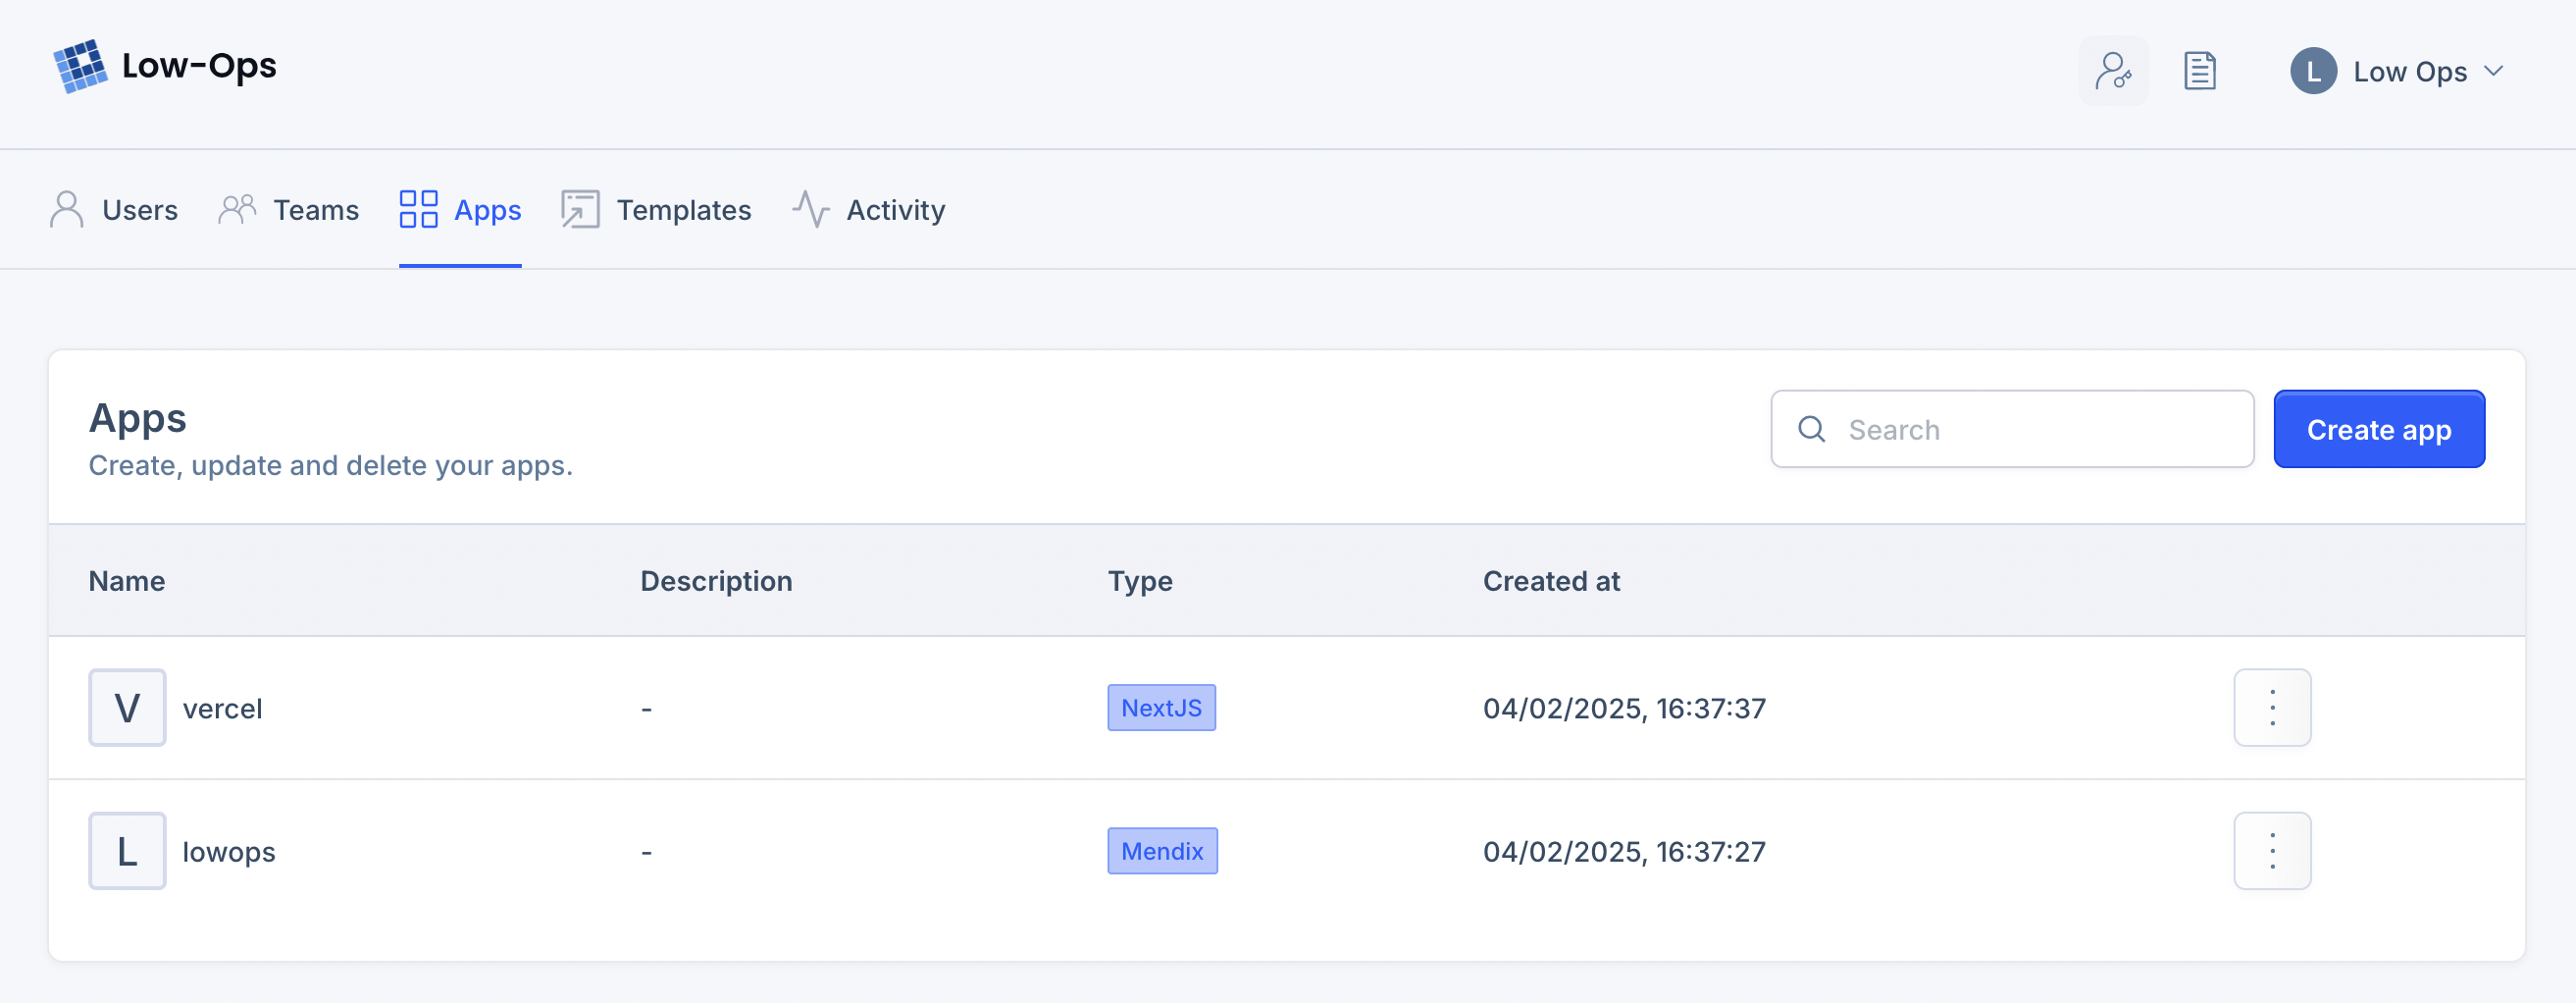 Low-Ops
L Low Ops
Users Teams Apps Templates Activity
Apps
Create, update and delete your apps.
Search
Create app
Name Description Type Created at
V vercel - NextJS 04/02/2025, 16:37:37
L lowops - Mendix 04/02/2025, 16:37:27